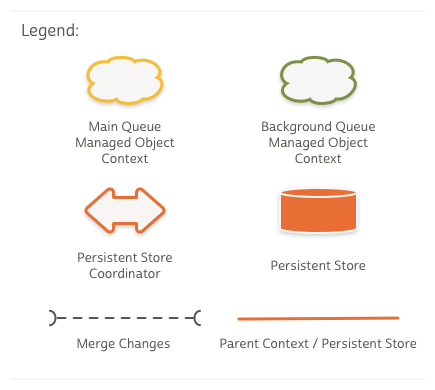 Legend:
Main Queue
Managed Object
Context
Background Queue
Managed Object
Context
Persistent Store
Coordinator
Persistent Store
Merge Changes
Parent Context / Persistent Store